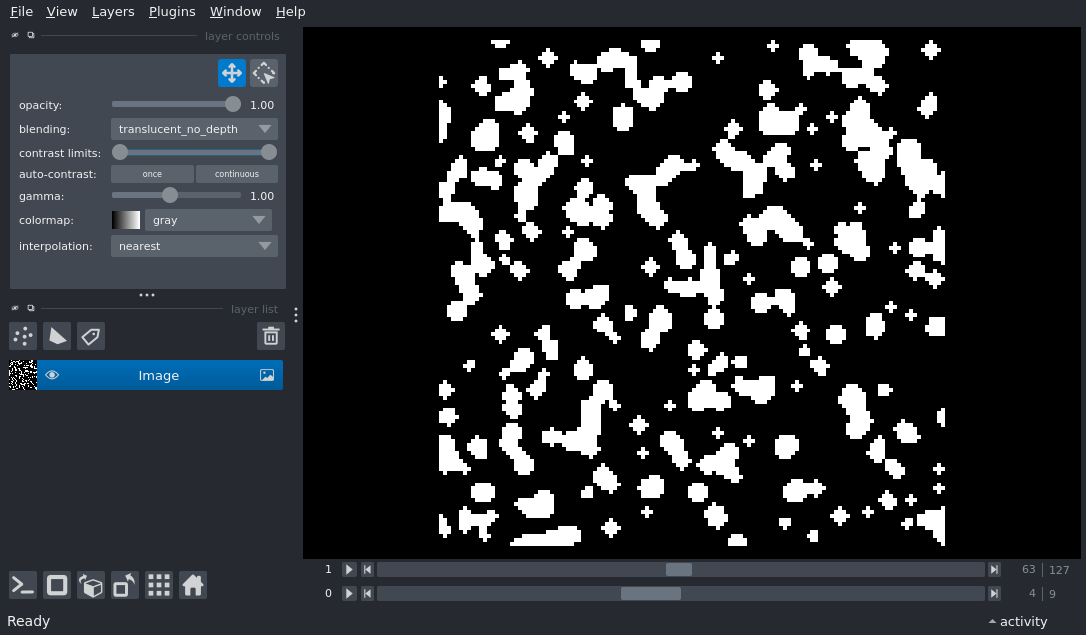 File View Layers Plugins Window Help
layer controls
opacity: 1.00
blending: translucent_no_depth
contrast limits:
auto-contrast: once continuous
gamma: 1.00
colormap: gray
interpolation: nearest
layer list
Image
1 63 127
0 4 9
Ready activity